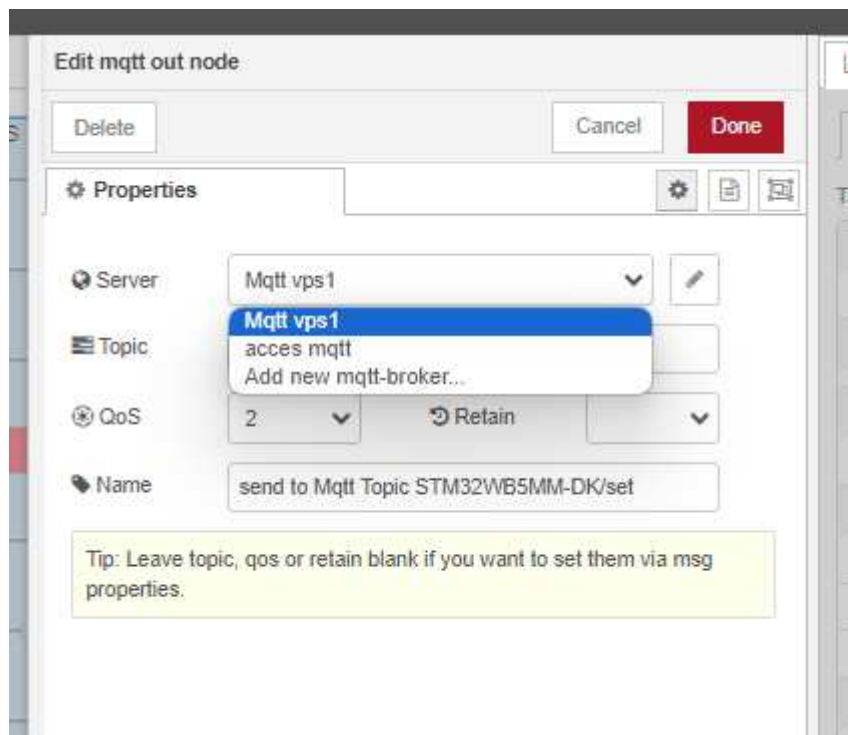 Edit mqtt out node
Delete
Cancel
Done
Properties
Server
Mqtt vps1
Mqtt vps1
acces mqtt
Add new mqtt-broker...
Topic
QoS
2
Retain
Name
send to Mqtt Topic STM32WB5MM-DK/set
Tip: Leave topic, qos or retain blank if you want to set them via msg
properties.